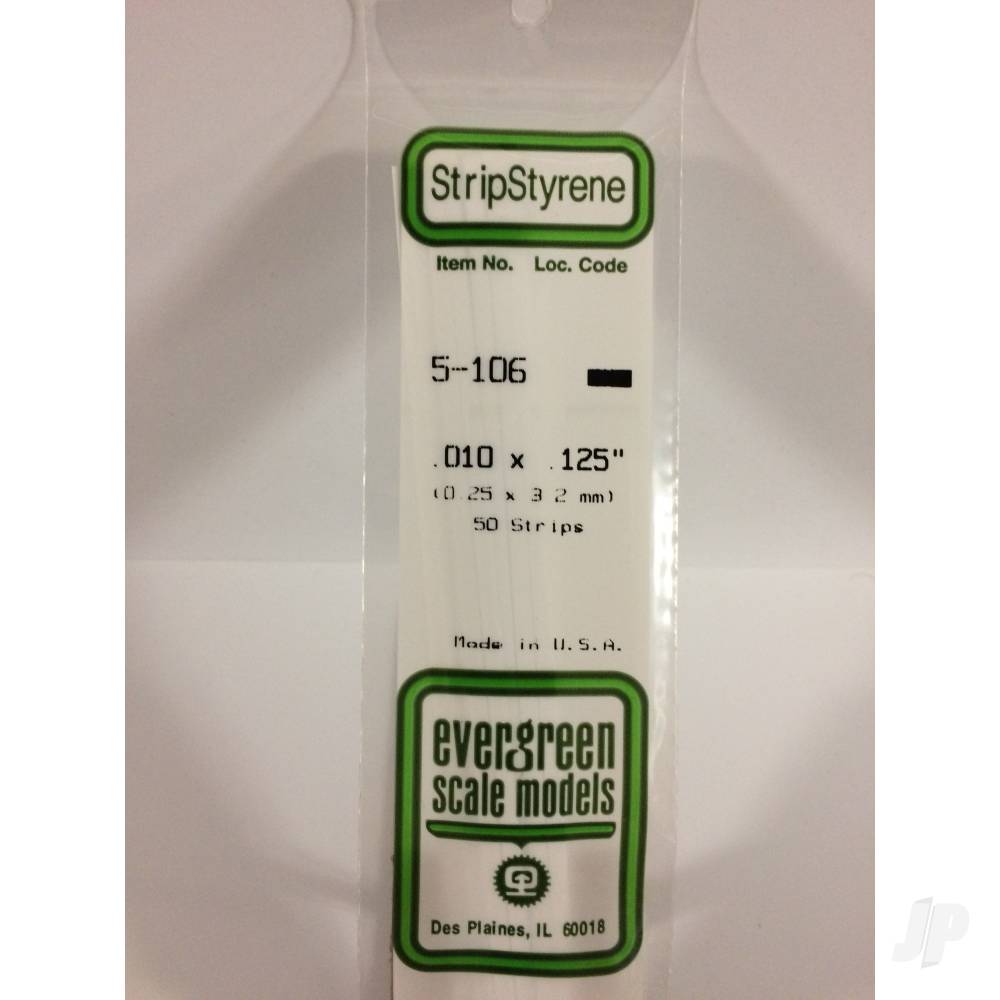 StripStyrene
Item No. Loc. Code
5-106
.010 x .125"
(0.25 x 3.2 mm)
50 Strips
Made in U.S.A.
evergreen
scale models
Des Plaines, IL 60018
JP